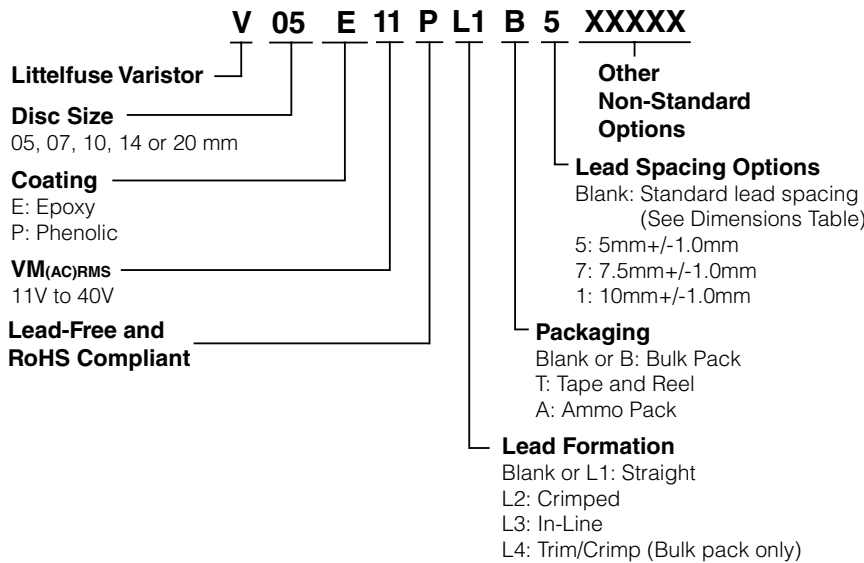 V 05 E 11 P L1 B 5 XXXXX
Littelfuse Varistor
Disc Size
05, 07, 10, 14 or 20 mm
Coating
E: Epoxy
P: Phenolic
VM(AC)RMS
11V to 40V
Lead-Free and
RoHS Compliant
Other
Non-Standard
Options
Lead Spacing Options
Blank: Standard lead spacing
(See Dimensions Table)
5: 5mm+/-1.0mm
7: 7.5mm+/-1.0mm
1: 10mm+/-1.0mm
Packaging
Blank or B: Bulk Pack
T: Tape and Reel
A: Ammo Pack
Lead Formation
Blank or L1: Straight
L2: Crimped
L3: In-Line
L4: Trim/Crimp (Bulk pack only)